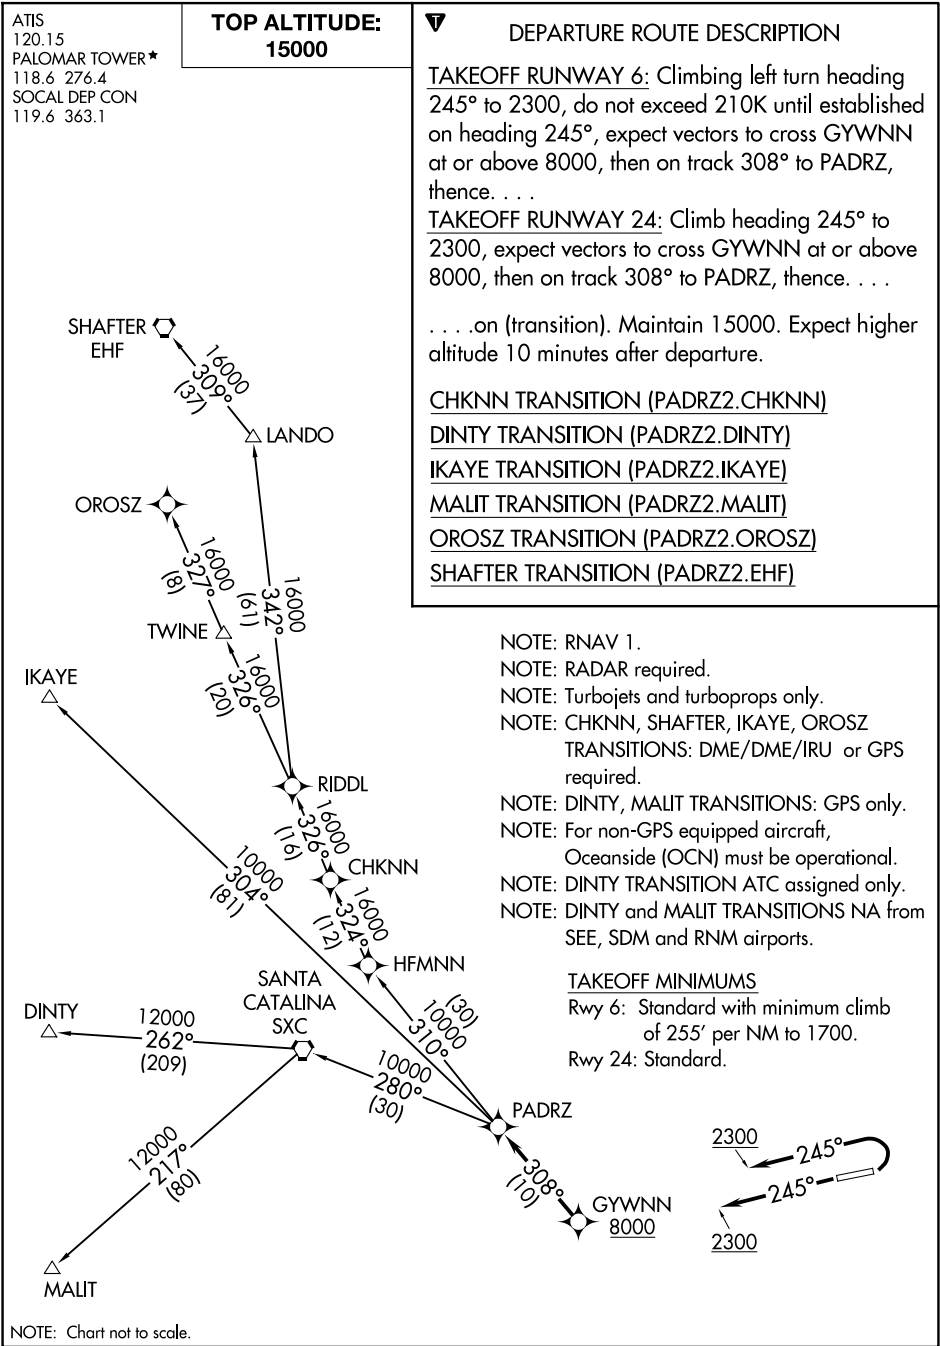 ATIS
120.15
PALOMAR TOWER★
118.6 276.4
SOCAL DEP CON
119.6 363.1
TOP ALTITUDE:
15000
T
DEPARTURE ROUTE DESCRIPTION
TAKEOFF RUNWAY 6: Climbing left turn heading
245° to 2300, do not exceed 210K until established
on heading 245°, expect vectors to cross GYWNN
at or above 8000, then on track 308° to PADRZ,
thence. . . .
TAKEOFF RUNWAY 24: Climb heading 245° to
2300, expect vectors to cross GYWNN at or above
8000, then on track 308° to PADRZ, thence. . . .
. . . .on (transition). Maintain 15000. Expect higher
altitude 10 minutes after departure.
CHKNN TRANSITION (PADRZ2.CHKNN)
DINTY TRANSITION (PADRZ2.DINTY)
IKAYE TRANSITION (PADRZ2.IKAYE)
MALIT TRANSITION (PADRZ2.MALIT)
OROSZ TRANSITION (PADRZ2.OROSZ)
SHAFTER TRANSITION (PADRZ2.EHF)
SHAFTER
EHF
16000
309°
(37)
LANDO
OROSZ
16000
327°
(8)
16000
342°
(61)
TWINE
16000
326°
(20)
IKAYE
RIDDL
16000
326°
(16)
CHKNN
10000
304°
(81)
16000
324°
(12)
HFMNN
SANTA
CATALINA
SXC
(30)
10000
310°
DINTY
12000
262°
(209)
10000
280°
(30)
PADRZ
12000
217°
(80)
308°
(10)
GYWNN
8000
MALIT
NOTE: RNAV 1.
NOTE: RADAR required.
NOTE: Turbojets and turboprops only.
NOTE: CHKNN, SHAFTER, IKAYE, OROSZ
TRANSITIONS: DME/DME/IRU or GPS
required.
NOTE: DINTY, MALIT TRANSITIONS: GPS only.
NOTE: For non-GPS equipped aircraft,
Oceanside (OCN) must be operational.
NOTE: DINTY TRANSITION ATC assigned only.
NOTE: DINTY and MALIT TRANSITIONS NA from
SEE, SDM and RNM airports.
TAKEOFF MINIMUMS
Rwy 6: Standard with minimum climb
of 255' per NM to 1700.
Rwy 24: Standard.
2300
245°
245°
2300
NOTE: Chart not to scale.